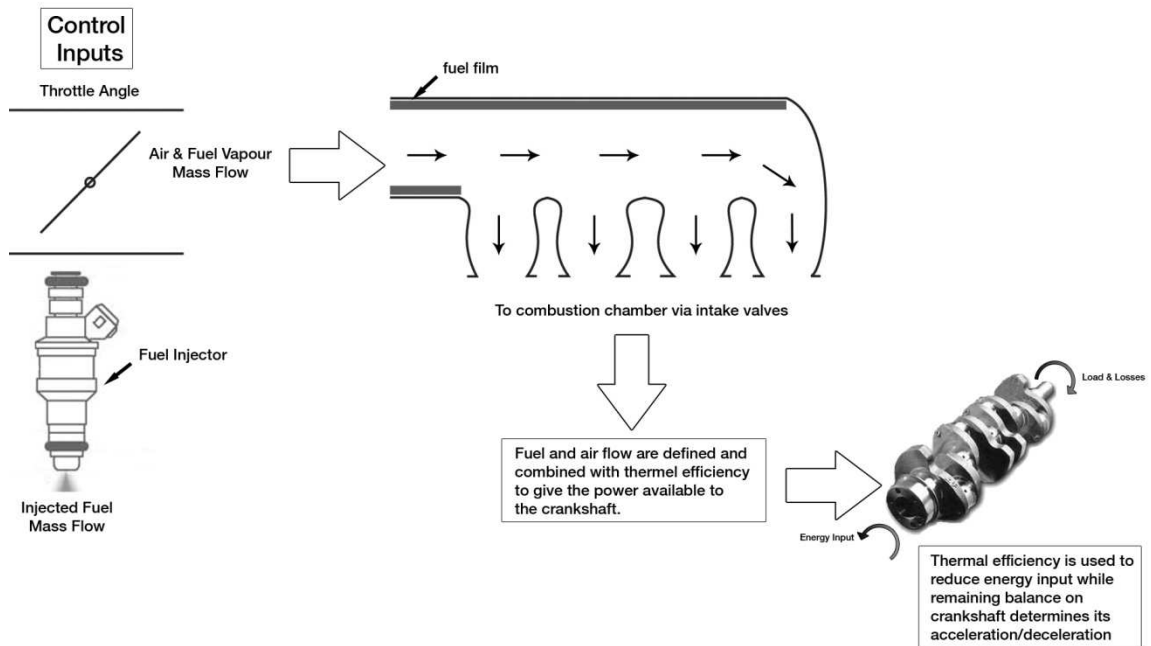 Control
Inputs
Throttle Angle
Air & Fuel Vapour
Mass Flow
Fuel Injector
Injected Fuel
Mass Flow
fuel film
To combustion chamber via intake valves
Fuel and air flow are defined and
combined with thermel efficiency
to give the power available to
the crankshaft.
Load & Losses
Energy Input
Thermal efficiency is used to
reduce energy input while
remaining balance on
crankshaft determines its
acceleration/deceleration